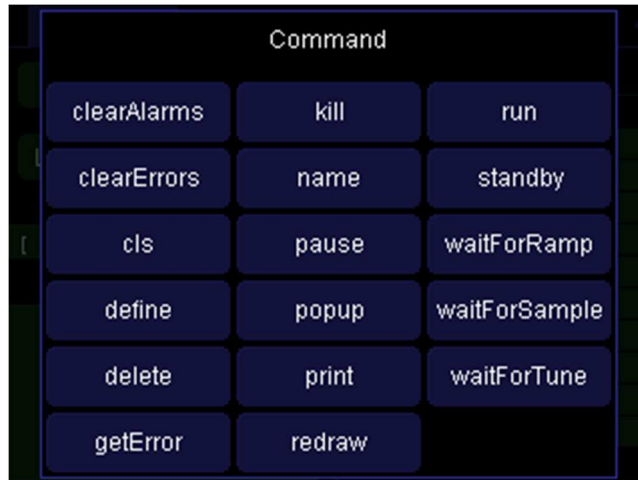 Command
clearAlarms kill run
clearErrors name standby
cls pause waitForRamp
define popup waitForSample
delete print waitForTune
getError redraw